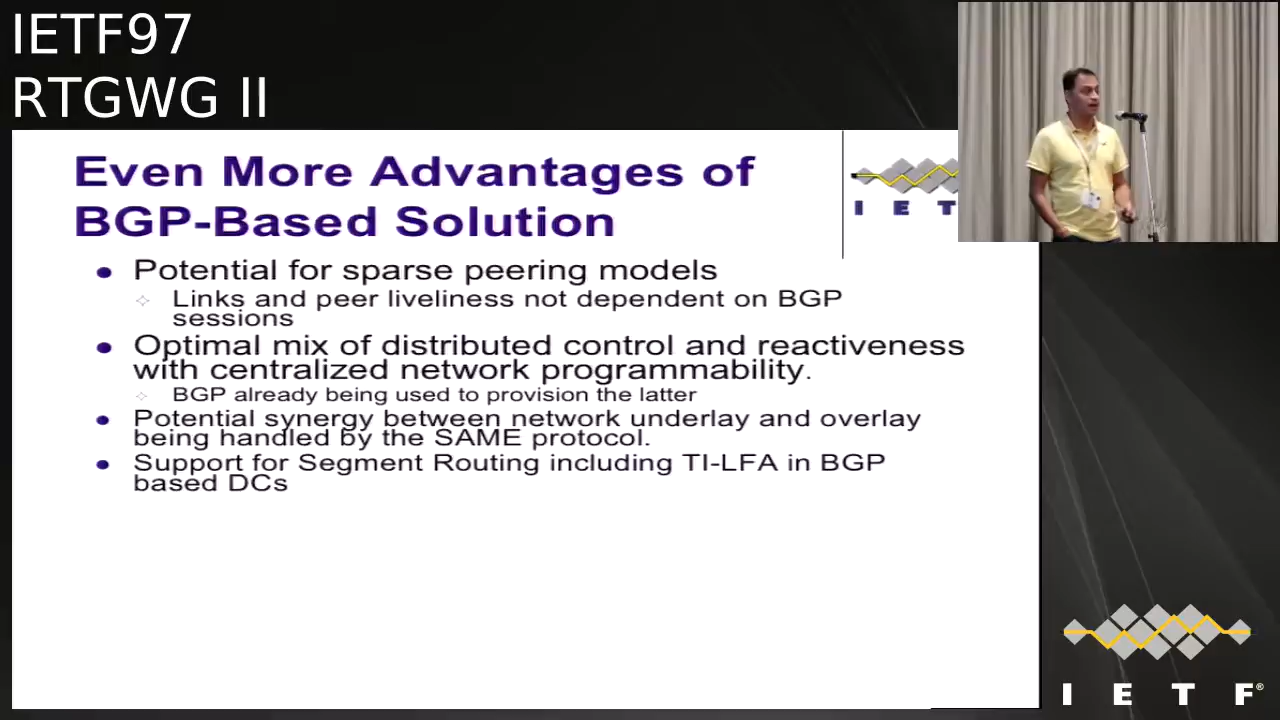 IETF97
RTGWG II
Even More Advantages of
BGP-Based Solution
I E T
Potential for sparse peering models
Links and peer liveliness not dependent on BGP
sessions
Optimal mix of distributed control and reactiveness
with centralized network programmability.
BGP already being used to provision the latter
Potential synergy between network underlay and overlay
being handled by the SAME protocol.
Support for Segment Routing including TI-LFA in BGP
based DCs
I E T F®